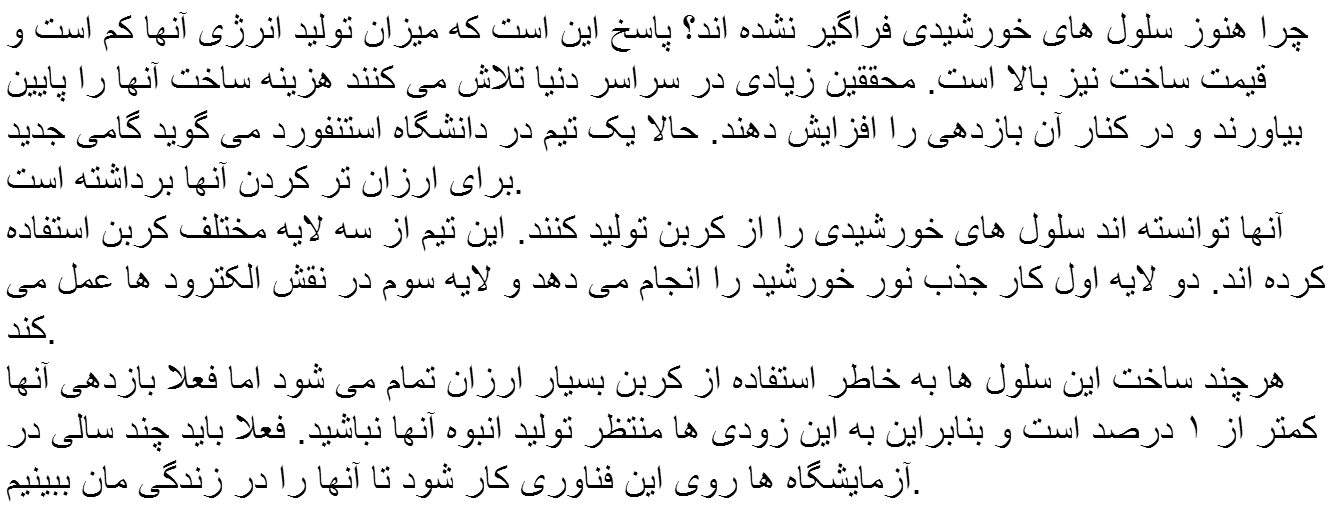 چرا هنوز سلول های خورشیدی فراگیر نشده اند؟ پاسخ این است که میزان تولید انرژی آنها کم است و
قیمت ساخت نیز بالا است. محققین زیادی در سراسر دنیا تلاش می کنند هزینه ساخت آنها را پایین
بیاورند و در کنار آن بازدهی را افزایش دهند. حالا یک تیم در دانشگاه استنفورد می گوید گامی جدید
برای ارزان تر کردن آنها برداشته است.
آنها توانسته اند سلول های خورشیدی را از کربن تولید کنند. این تیم از سه لایه مختلف کربن استفاده
کرده اند. دو لایه اول کار جذب نور خورشید را انجام می دهد و لایه سوم در نقش الکترود ها عمل می
کند.
هرچند ساخت این سلول ها به خاطر استفاده از کربن بسیار ارزان تمام می شود اما فعلا بازدهی آنها
کمتر از ۱ درصد است و بنابراین به این زودی ها منتظر تولید انبوه آنها نباشید. فعلا باید چند سالی در
آزمایشگاه ها روی این فناوری کار شود تا آنها را در زندگی مان ببینیم.